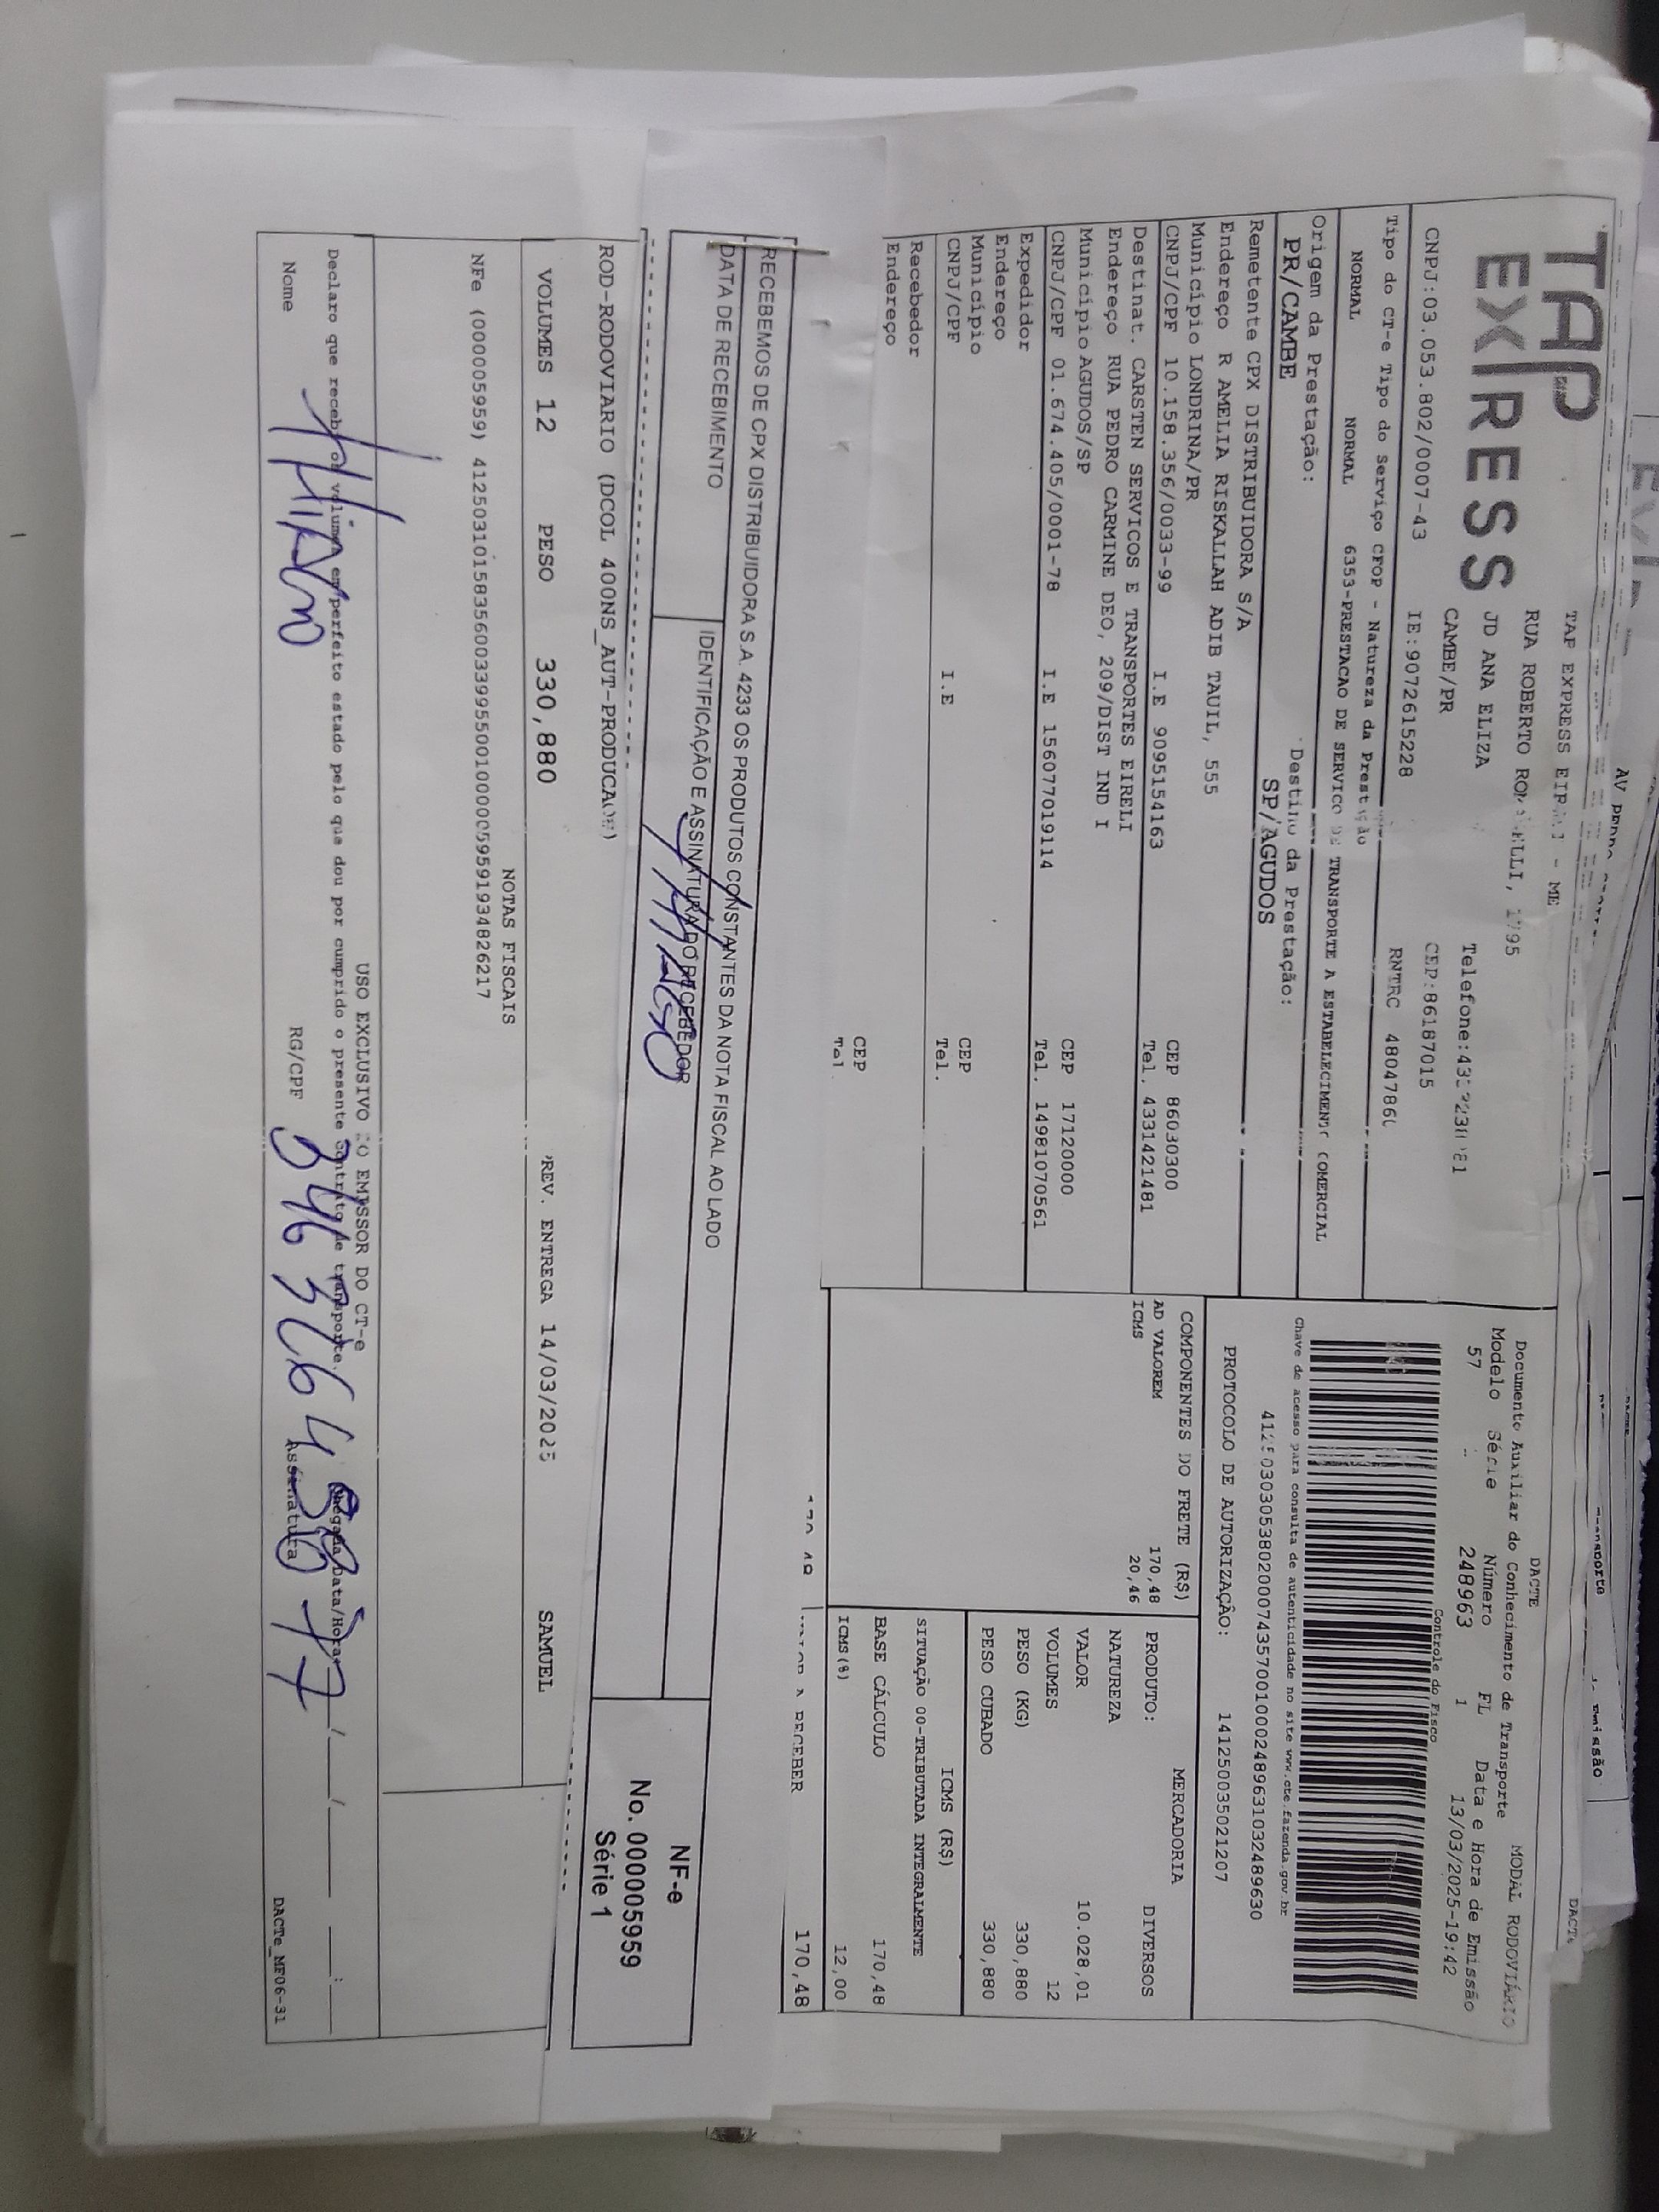 TAP
EXPRESS
TAP EXPRESS - ME
RUA ROBERTO
JD ANA ELIZA
CAMBE/PR
CEP:86187015
CNPJ:03.053.802/0007-43 IE:9072615228
RNTRC
Tipo do CT-e Tipo do Serviço CFOP - Natureza da Prestação
NORMAL NORMAL 6353-PRESTACAO DE SERVICO DE TRANSPORTE A ESTABELECIMENTO COMERCIAL
Origem da Prestação: Destino da Prestação:
PR/CAMBE SP/AGUDOS
Remetente CPX DISTRIBUIDORA S/A
Endereço R AMELIA RISKALLAH ADIB TAUIL, 555
Município LONDRINA/PR CEP 86030300
CNPJ/CPF 10.158.356/0033-99 I.E 9095154163 Tel. 4331421481
Destinat. CARSTEN SERVICOS E TRANSPORTES EIRELI
Endereço RUA PEDRO CARMINE DEO, 209/DIST IND I
Município AGUDOS/SP CEP 17120000
CNPJ/CPF 01.674.405/0001-78 I.E 156077019114 Tel. 14981070561
Expedidor
Endereço
Município CEP
CNPJ/CPF I.E Tel.
Recebedor
Endereço
CEP
Tel
DACTE MODAL RODOVIÁRIO
Documento Auxiliar do Conhecimento de Transporte
Modelo Série Número FL Data e Hora de Emissão
57 248963 1 13/03/2025-19:42
Controle do Fisco
Chave de acesso para consulta de autenticidade no site www.cte.fazenda.gov.br
PROTOCOLO DE AUTORIZAÇÃO: 141250035021207
COMPONENTES DO FRETE (R$)
AD VALOREM 170,48
ICMS 20,46
MERCADORIA
PRODUTO: DIVERSOS
NATUREZA
VALOR 10.028,01
VOLUMES 12
PESO (KG) 330,880
PESO CUBADO 330,880
ICMS (R$)
SITUAÇÃO 00-TRIBUTADA INTEGRALMENTE
BASE CÁLCULO 170,48
ICMS(%) 12,00
A RECEBER 170,48
RECEBEMOS DE CPX DISTRIBUIDORA S.A. 4233 OS PRODUTOS CONSTANTES DA NOTA FISCAL AO LADO
DATA DE RECEBIMENTO IDENTIFICAÇÃO E ASSINATURA DO RECEBEDOR
NF-e
No. 000005959
Série 1
ROD-RODOVIARIO (DCOL 400NS_AUT-PRODUCAO
VOLUMES 12 PESO 330,880 PREV. ENTREGA 14/03/2025 SAMUEL
NOTAS FISCAIS
NFe (000005959) 41250310158356003399550010000059591934826217
USO EXCLUSIVO DO EMISSOR DO CT-e
Declaro que recebi os volumes em perfeito estado pelo que dou por cumprido o presente contrato de transporte. Chegada Data/Hora:
Nome RG/CPF Assinatura
DACTe_MF06-31